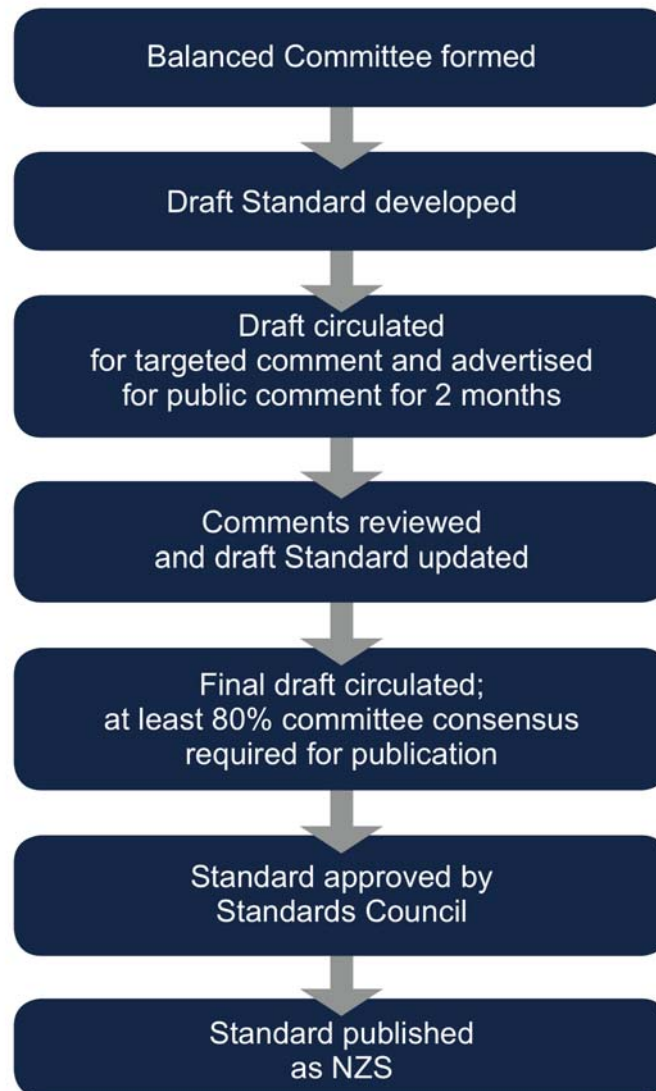 Balanced Committee formed
Draft Standard developed
Draft circulated
for targeted comment and advertised
for public comment for 2 months
Comments reviewed
and draft Standard updated
Final draft circulated;
at least 80% committee consensus
required for publication
Standard approved by
Standards Council
Standard published
as NZS